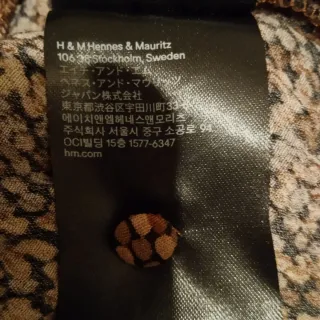 H & M Hennes & Mauritz
106 38 Stockholm, Sweden
エイチ・アンド・エム
ヘネス・アンド・マウリッツ
ジャパン株式会社
東京都渋谷区宇田川町33-
에이치앤엠헤네스앤모리츠
주식회사 서울시 중구 소공로 94
OCI빌딩 15층 1577-6347
hm.com